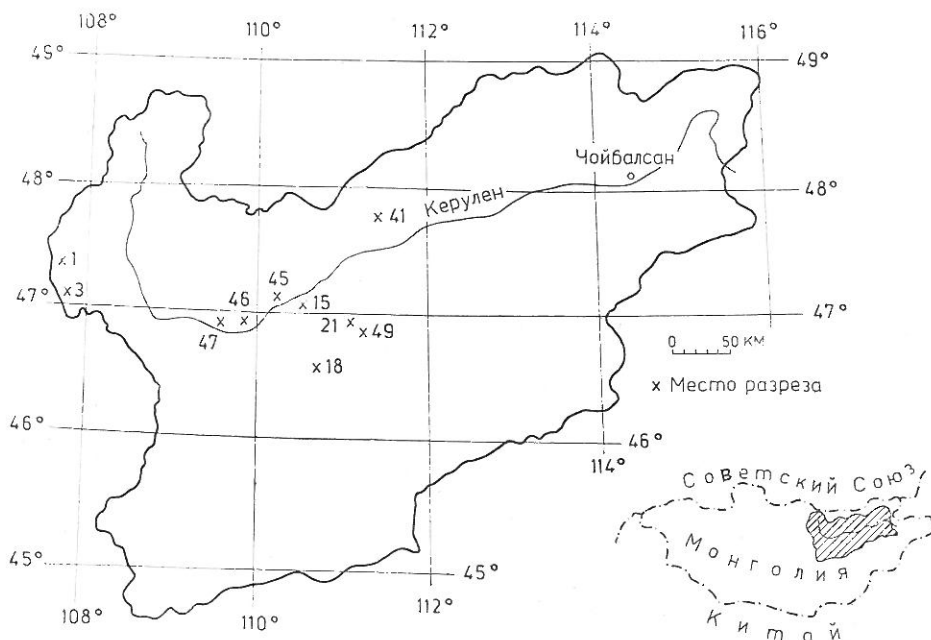 108°
110°
112°
114°
116°
49°
49°
Чойбалсан
48°
48°
Керулен
x 41
x 1
x 3
45
46
x 15
47°
47°
21
x 49
47
0 50 км
x 18
x Место разреза
46°
46°
114°
Советский Союз
Монголия
45°
45°
Китай
108°
110°
112°